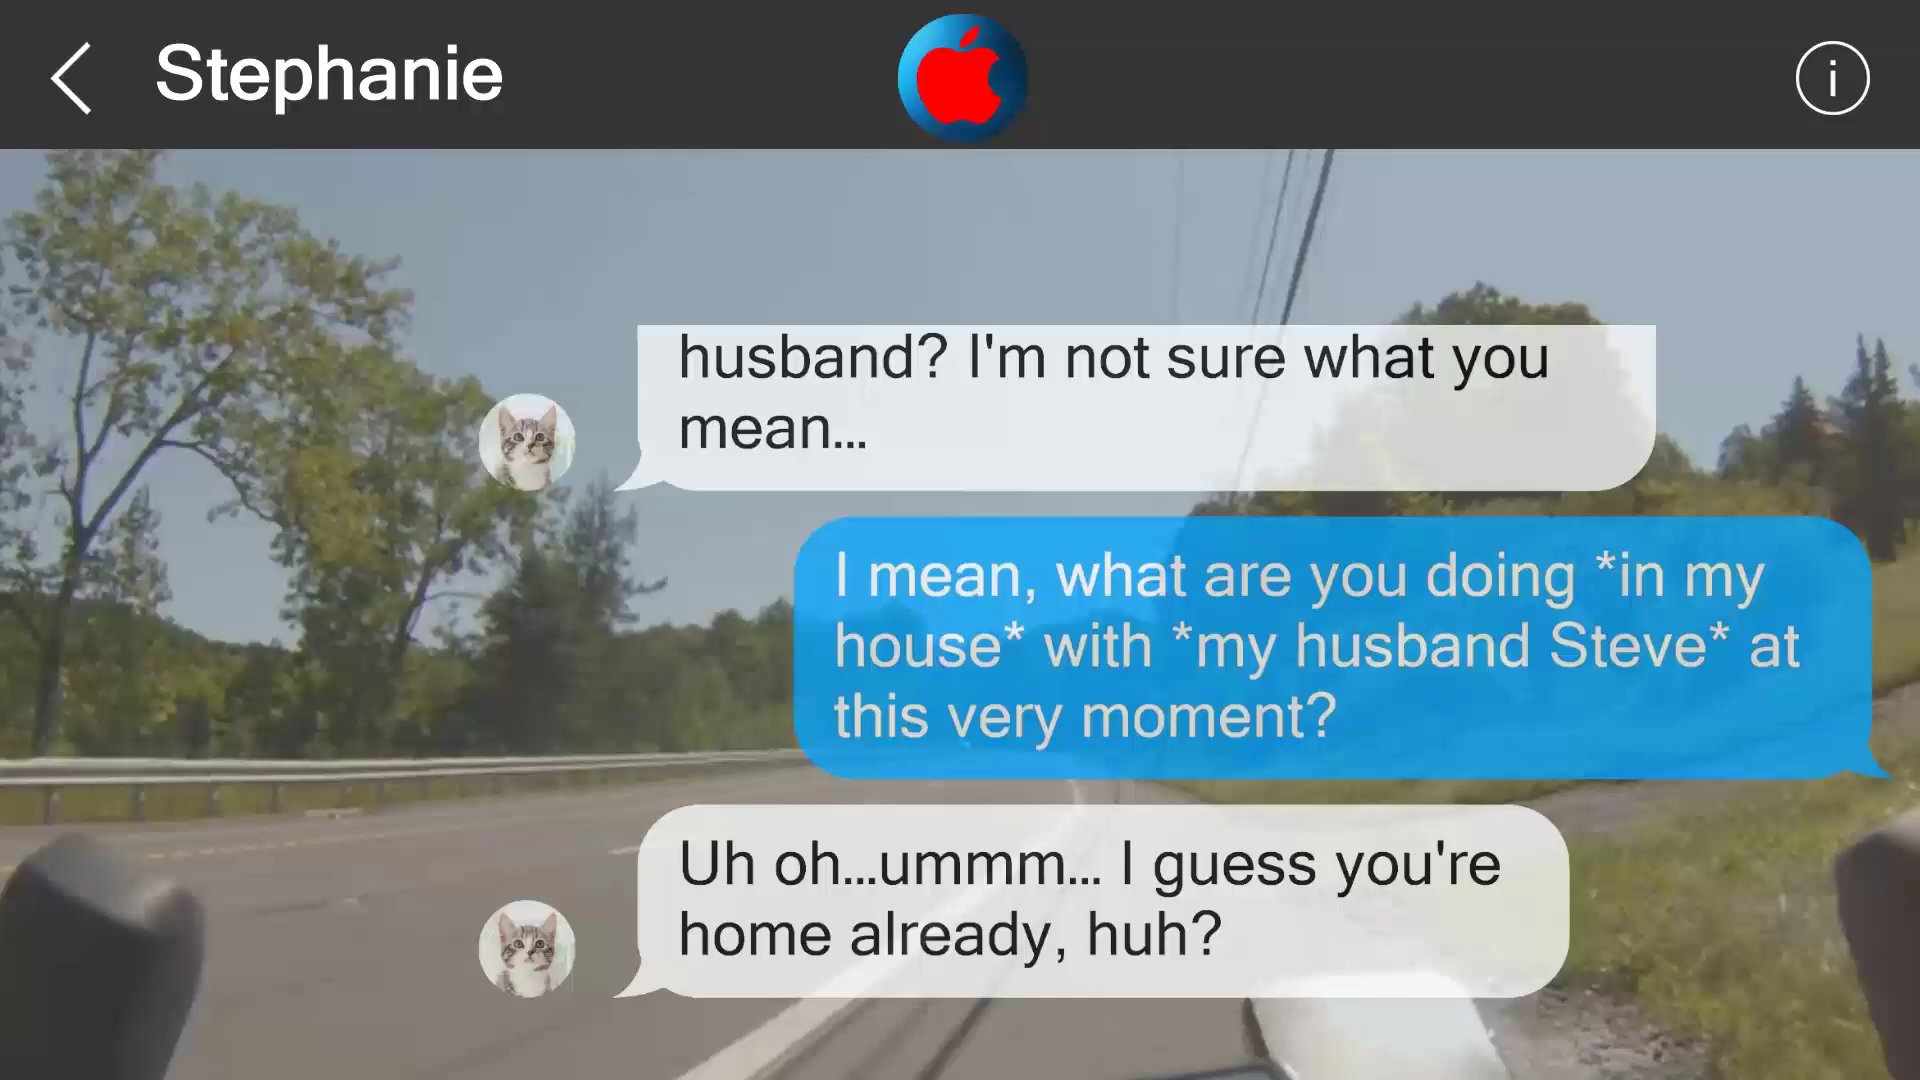 Stephanie
i
husband? I'm not sure what you
mean...
I mean, what are you doing *in my
house* with *my husband Steve* at
this very moment?
Uh oh...ummm... I guess you're
home already, huh?